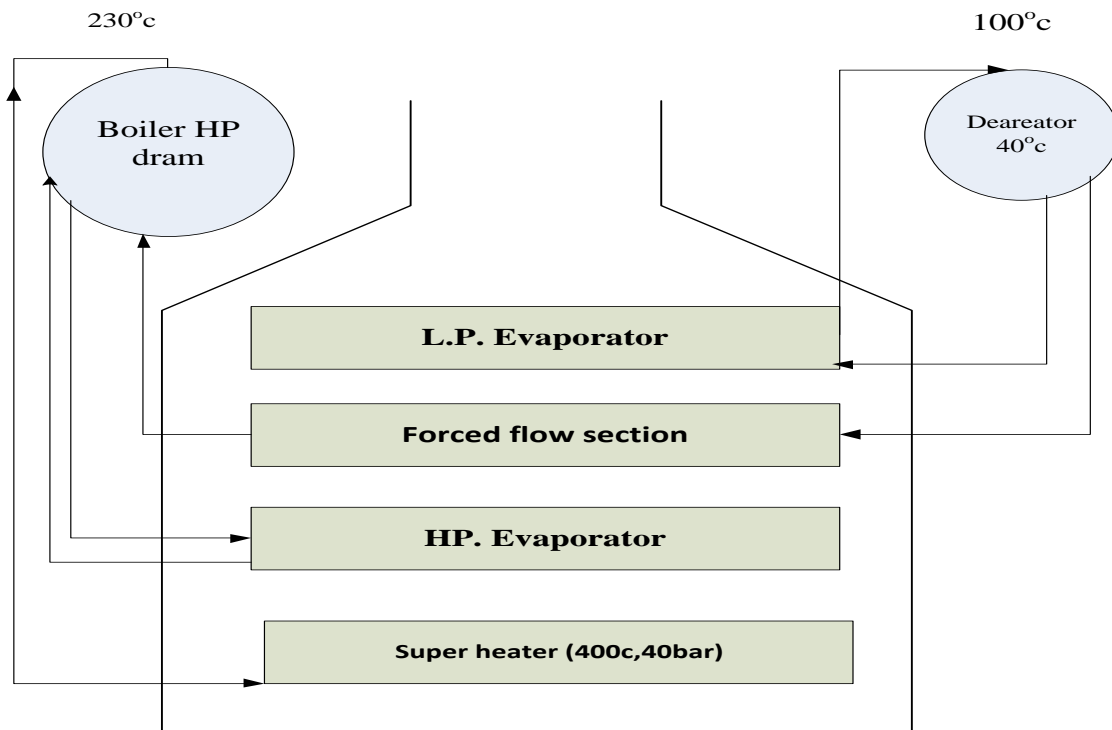 230°c
100°c
Boiler HP
dram
Deareator
40°c
L.P. Evaporator
Forced flow section
HP. Evaporator
Super heater (400c,40bar)